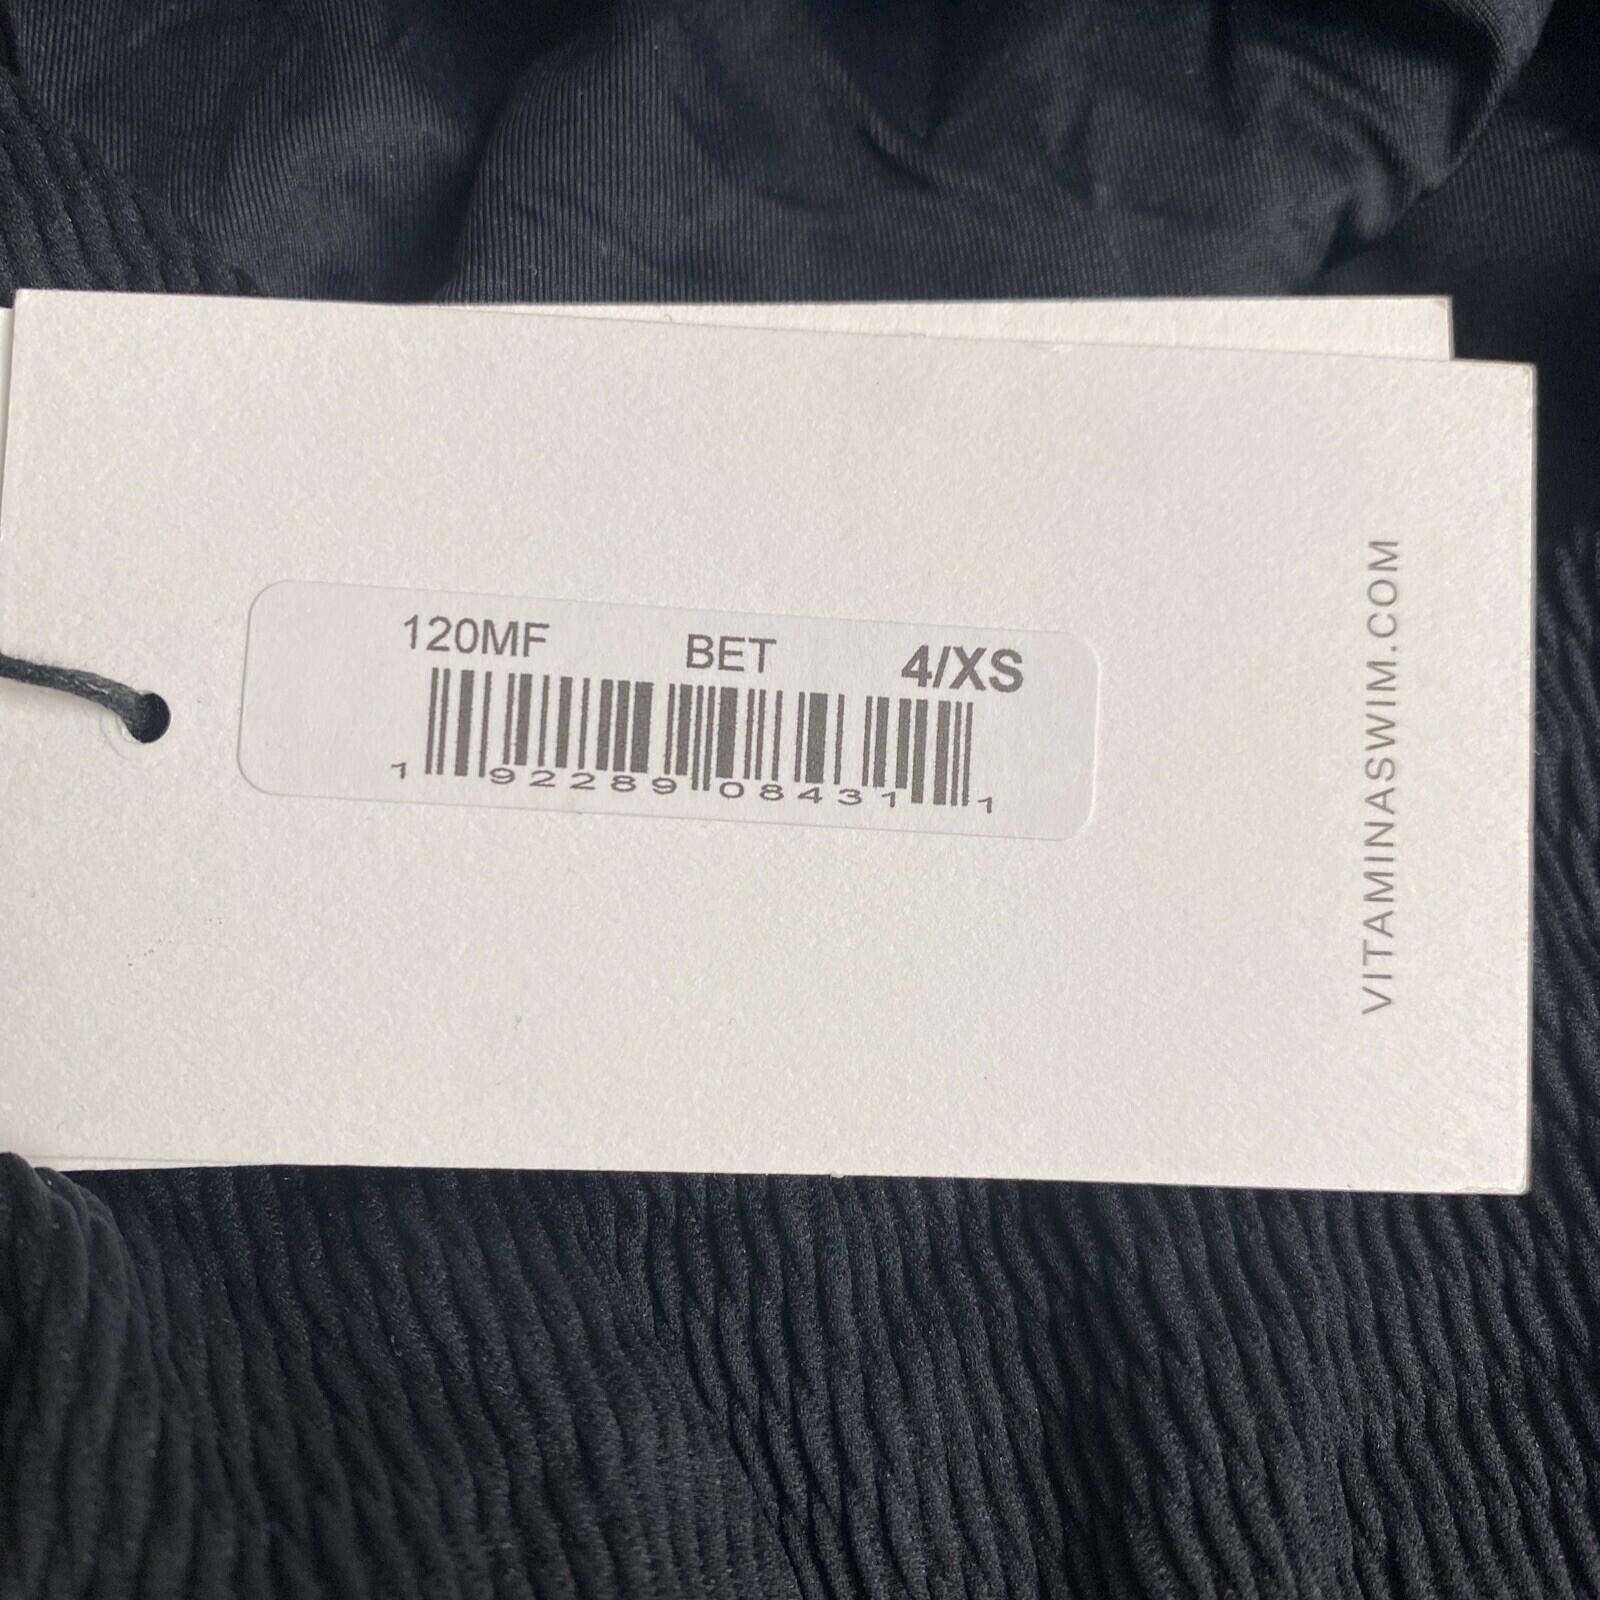 120MF BET 4/XS
1 92289 08431 1
VITAMINASWIM.COM